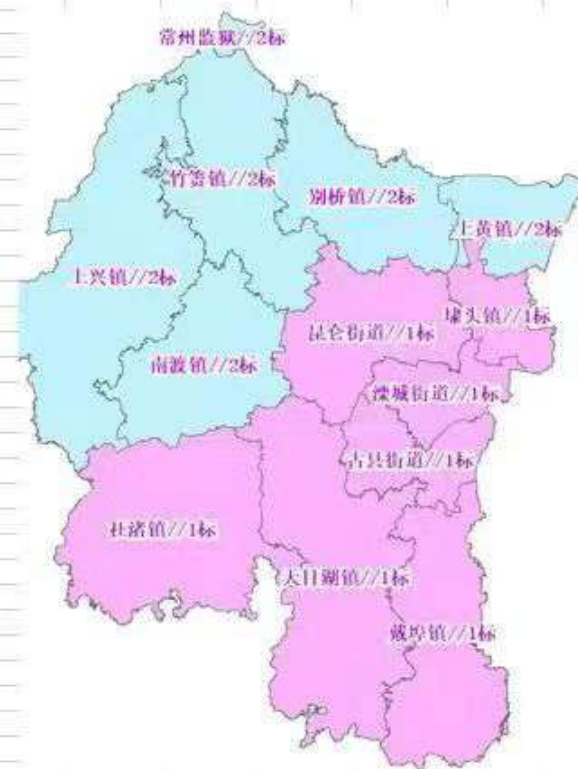 常州监狱//2标
竹箦镇//2标
别桥镇//2标
上黄镇//2标
上兴镇//2标
埭头镇//1标
昆仑街道//1标
南渡镇//2标
溧城街道//1标
古县街道//1标
社渚镇//1标
天目湖镇//1标
戴埠镇//1标